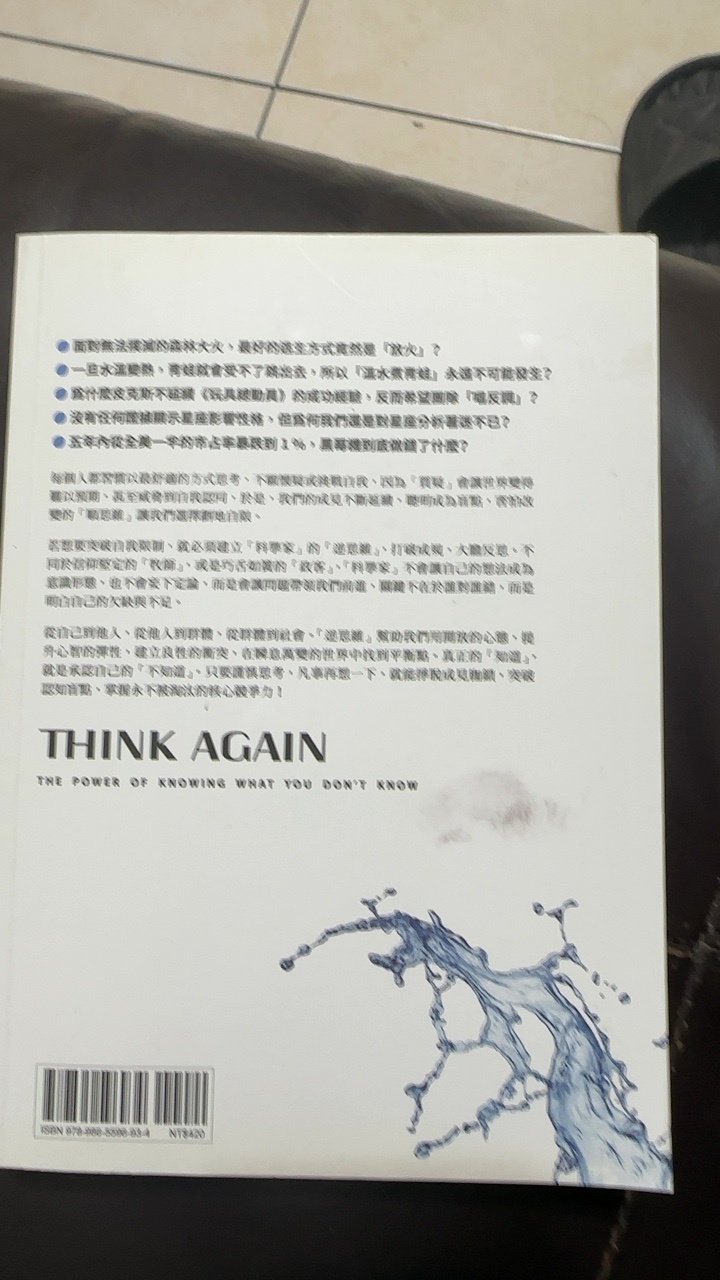 面對無法撲滅的森林大火，最好的逃生方式竟然是「放火」？
一旦水溫變熱，青蛙就會受不了跳出去，所以「溫水煮青蛙」永遠不可能發生？
為什麼皮克斯不延續《玩具總動員》的成功經驗，反而希望團隊「唱反調」？
沒有任何證據顯示星座影響性格，但為何我們還是對星座分析著迷不已？
五年內從全美一半的市占率暴跌到1％，黑莓機到底做錯了什麼？
每個人都習慣以最舒適的方式思考、不願懷疑或挑戰自我，因為「質疑」會讓世界變得
難以預期、甚至威脅到自我認同，於是，我們的成見不斷延續、聰明成為盲點、害怕改
變的「順思維」讓我們選擇劃地自限。
若想要突破自我限制，就必須建立「科學家」的「逆思維」，打破成規、大膽反思，不
同於信仰堅定的「牧師」、或是巧舌如簧的「政客」，「科學家」不會讓自己的想法成為
意識形態、也不會妄下定論，而是會讓問題帶領我們前進，關鍵不在於誰對誰錯，而是
明白自己的欠缺與不足。
從自己到他人、從他人到群體、從群體到社會，「逆思維」幫助我們用開放的心態，提
升心智的彈性、建立良性的衝突，在瞬息萬變的世界中找到平衡點。真正的「知道」，
就是承認自己的「不知道」，只要謹慎思考、凡事再想一下，就能掙脫成見枷鎖、突破
認知盲點，掌握永不被淘汰的核心競爭力！
THINK AGAIN
THE POWER OF KNOWING WHAT YOU DON'T KNOW
ISBN 978-986-5596-93-4 NT$420